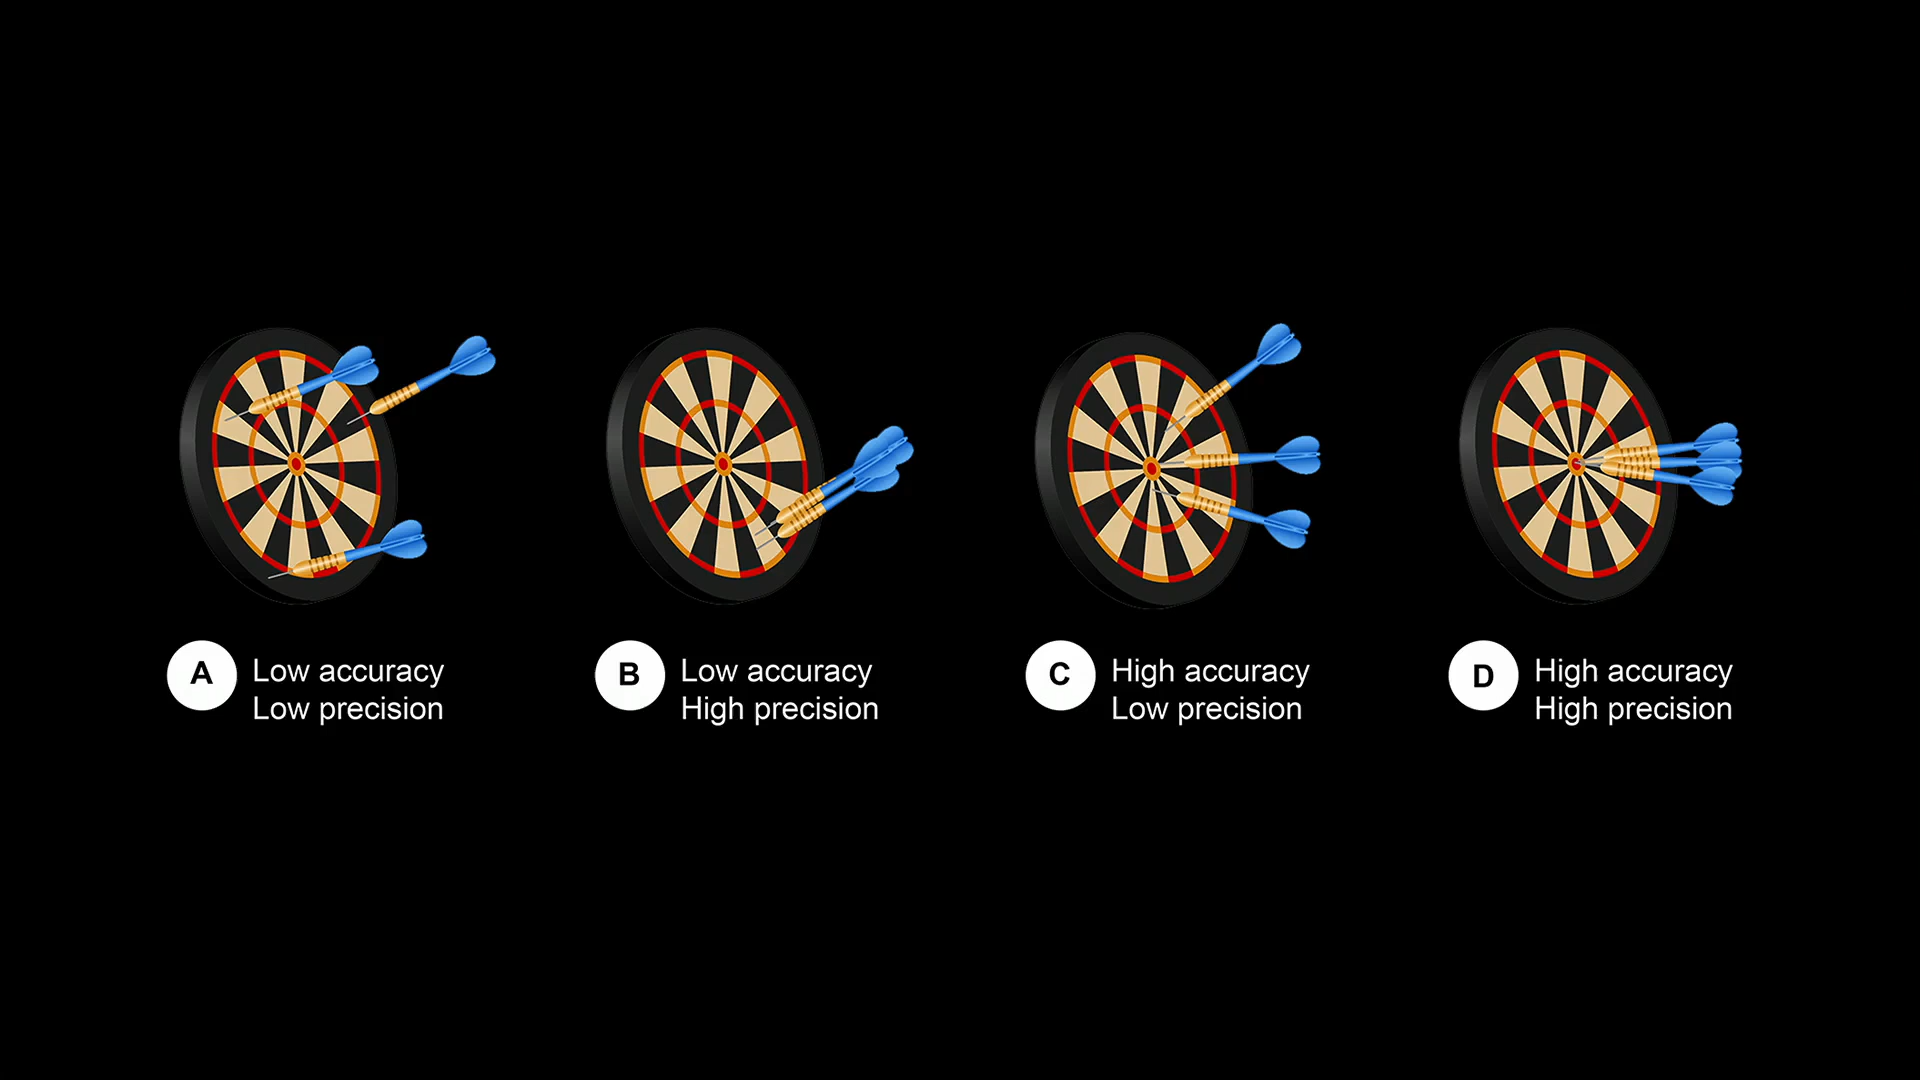 A
Low accuracy
Low precision
B
Low accuracy
High precision
C
High accuracy
Low precision
D
High accuracy
High precision